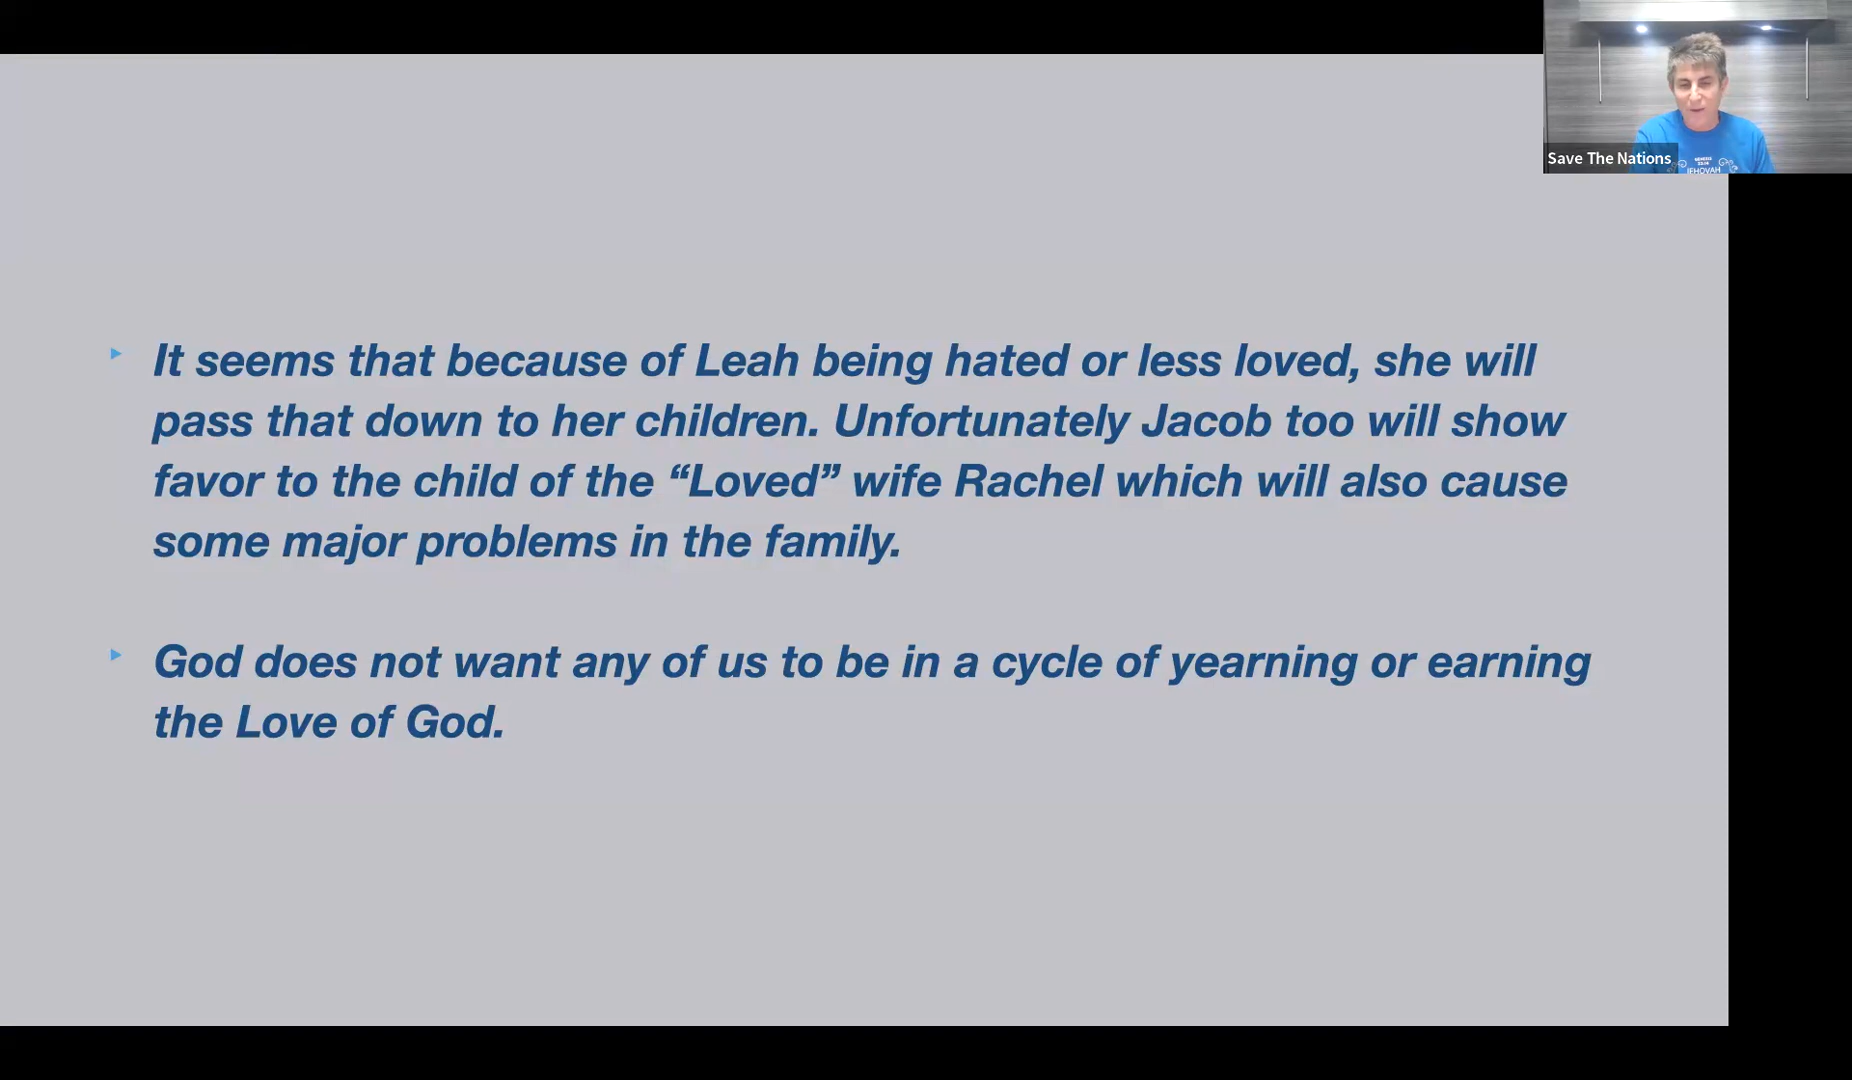 Save The Nations
GENESIS
22:14
JEHOVAH
It seems that because of Leah being hated or less loved, she will
pass that down to her children. Unfortunately Jacob too will show
favor to the child of the “Loved” wife Rachel which will also cause
some major problems in the family.
God does not want any of us to be in a cycle of yearning or earning
the Love of God.